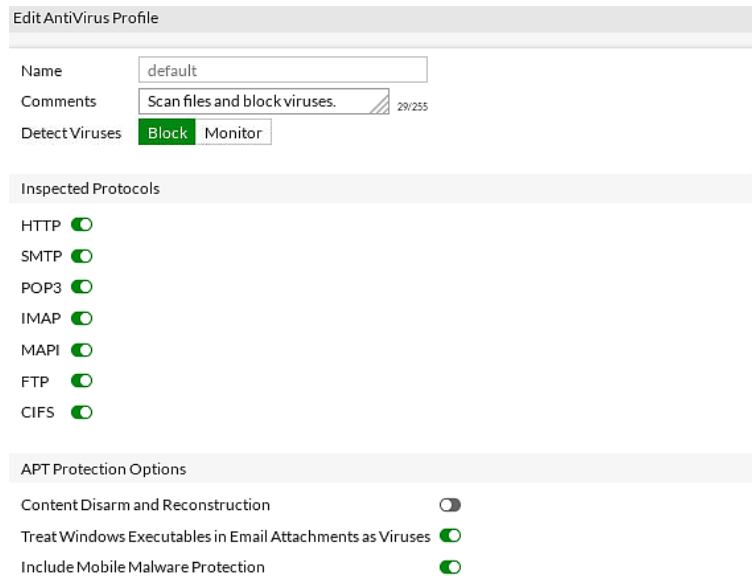 Edit AntiVirus Profile
Name default
Comments Scan files and block viruses. 29/255
Detect Viruses Block Monitor
Inspected Protocols
HTTP
SMTP
POP3
IMAP
MAPI
FTP
CIFS
APT Protection Options
Content Disarm and Reconstruction
Treat Windows Executables in Email Attachments as Viruses
Include Mobile Malware Protection